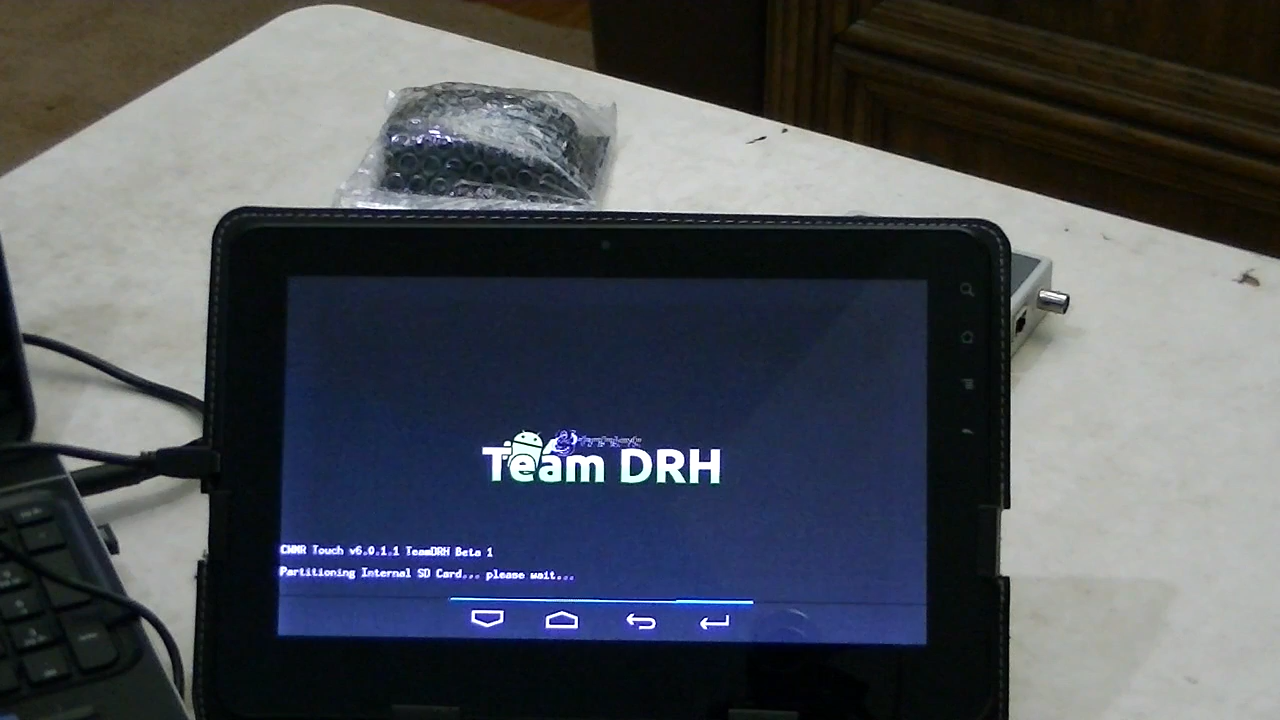 Team DRH
CWMR Touch v6.0.1.1 TeamDRH Beta 1
Partitioning Internal SD Card... please wait...